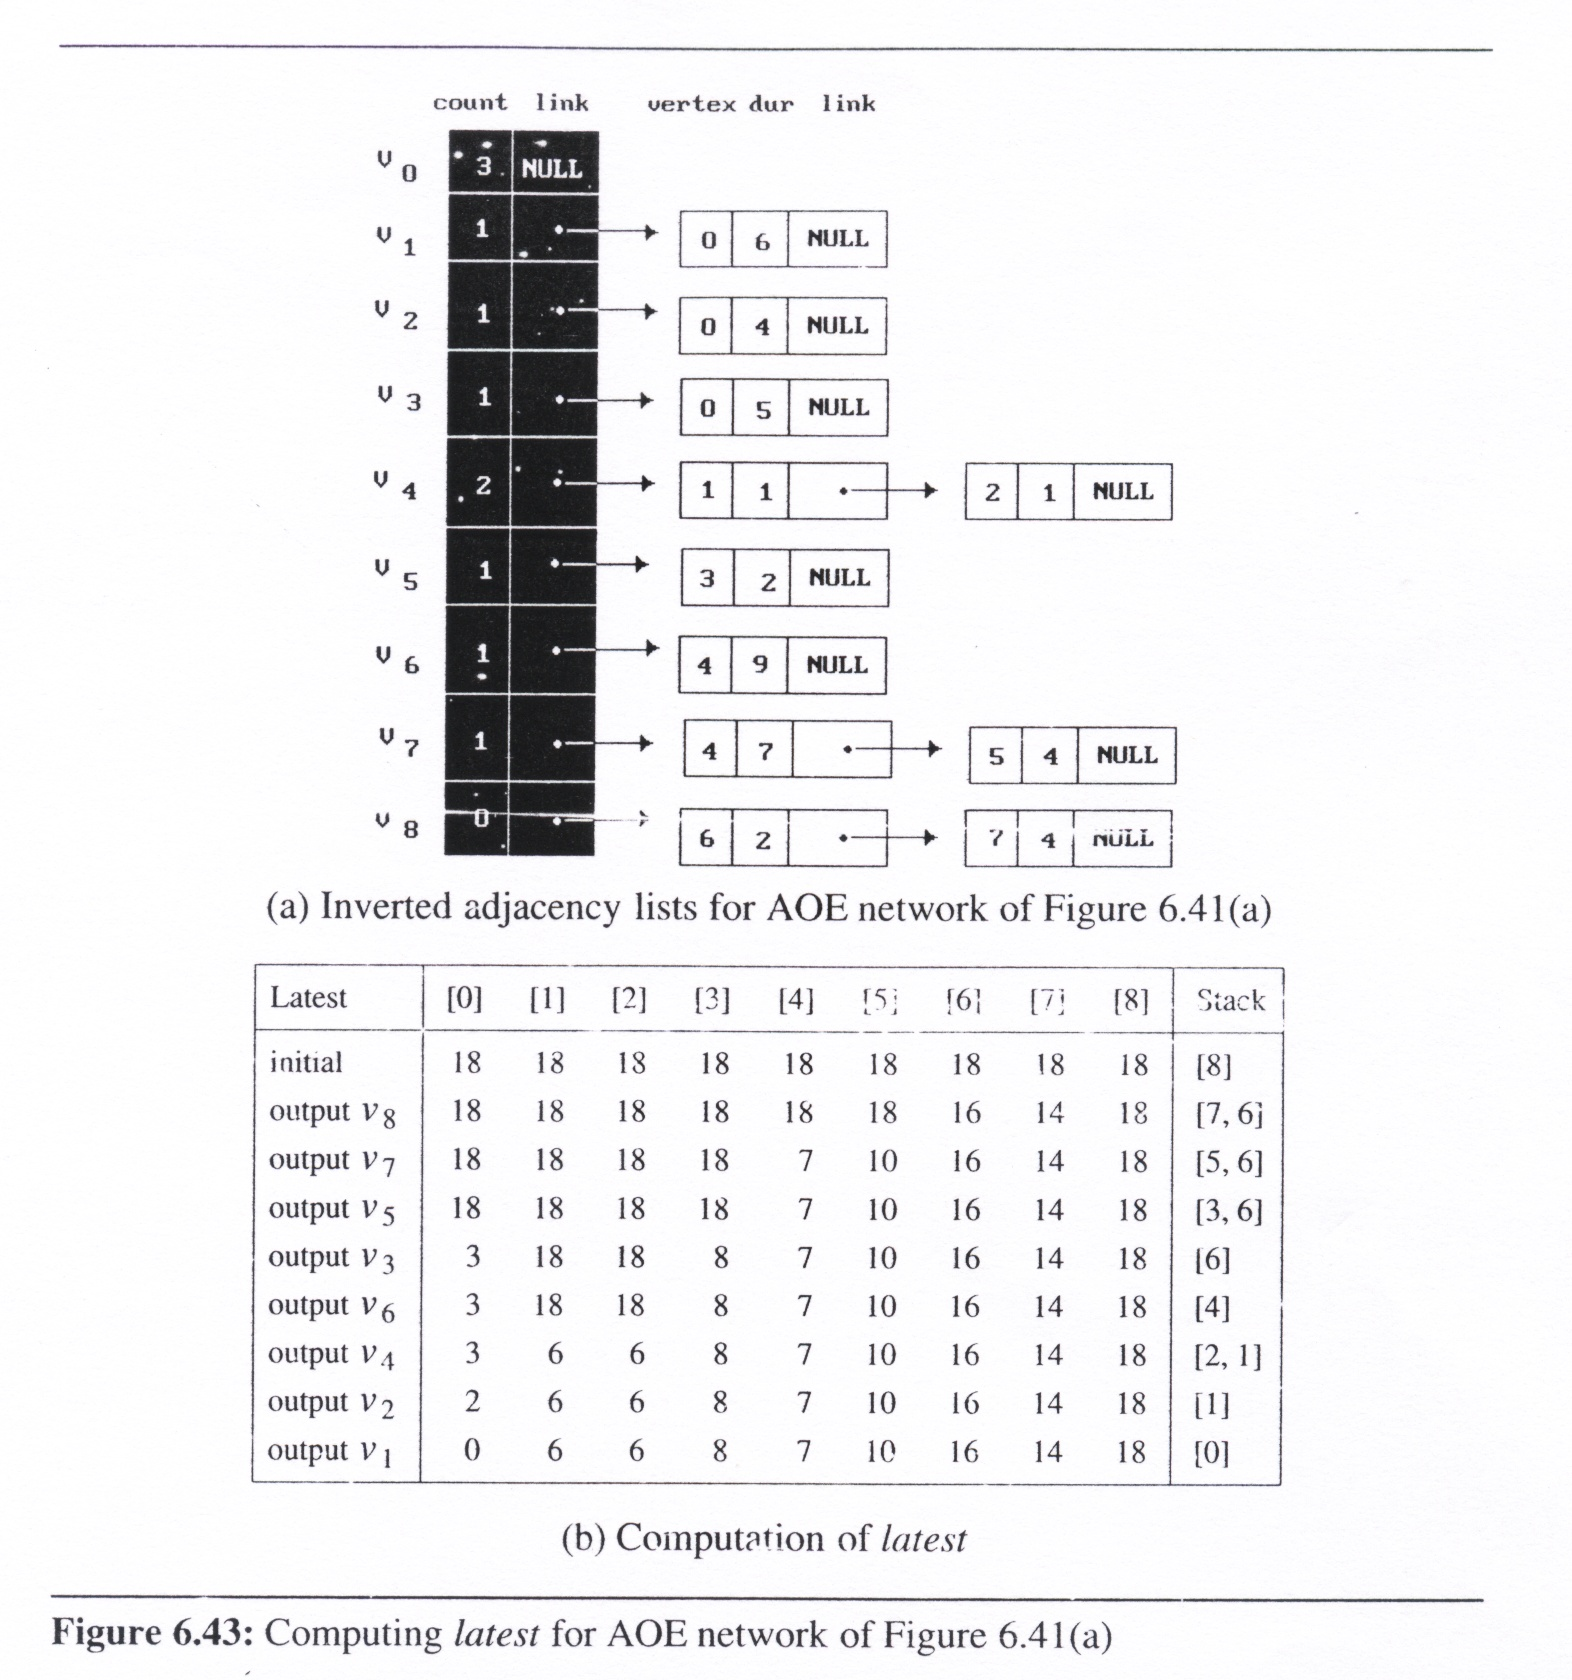 count link vertex dur link
V 0 3 NULL
V 1 1 0 6 NULL
V 2 1 0 4 NULL
V 3 1 0 5 NULL
V 4 2 1 1 2 1 NULL
V 5 1 3 2 NULL
V 6 1 4 9 NULL
V 7 1 4 7 5 4 NULL
V 8 0 6 2 7 4 NULL
(a) Inverted adjacency lists for AOE network of Figure 6.41(a)
Latest [0] [1] [2] [3] [4] [5] [6] [7] [8] Stack
initial 18 18 18 18 18 18 18 18 18 [8]
output v8 18 18 18 18 18 18 16 14 18 [7, 6]
output v7 18 18 18 18 7 10 16 14 18 [5, 6]
output v5 18 18 18 18 7 10 16 14 18 [3, 6]
output v3 3 18 18 8 7 10 16 14 18 [6]
output v6 3 18 18 8 7 10 16 14 18 [4]
output v4 3 6 6 8 7 10 16 14 18 [2, 1]
output v2 2 6 6 8 7 10 16 14 18 [1]
output v1 0 6 6 8 7 10 16 14 18 [0]
(b) Computation of latest
Figure 6.43: Computing latest for AOE network of Figure 6.41(a)